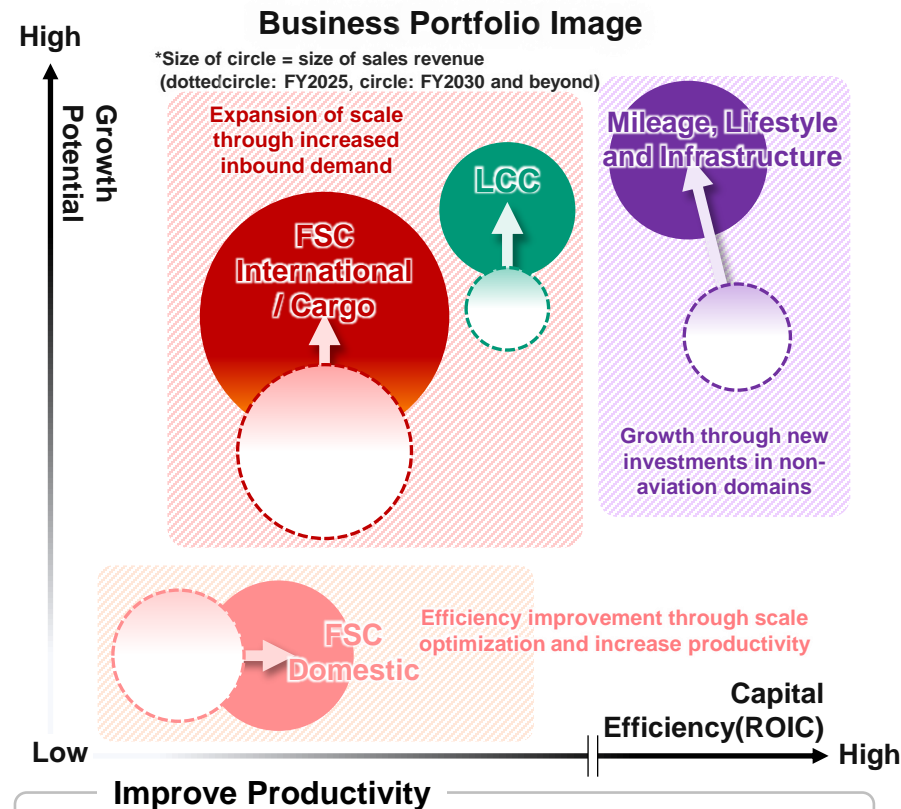 Business Portfolio Image
High
*Size of circle = size of sales revenue
(dottedcircle: FY2025, circle: FY2030 and beyond)
Growth
Potential
Expansion of scale
through increased
inbound demand
Mileage, Lifestyle
and Infrastructure
LCC
FSC
International
/ Cargo
Growth through new
investments in non-
aviation domains
FSC
Domestic
Efficiency improvement through scale
optimization and increase productivity
Capital
Efficiency(ROIC)
Low
High
Improve Productivity